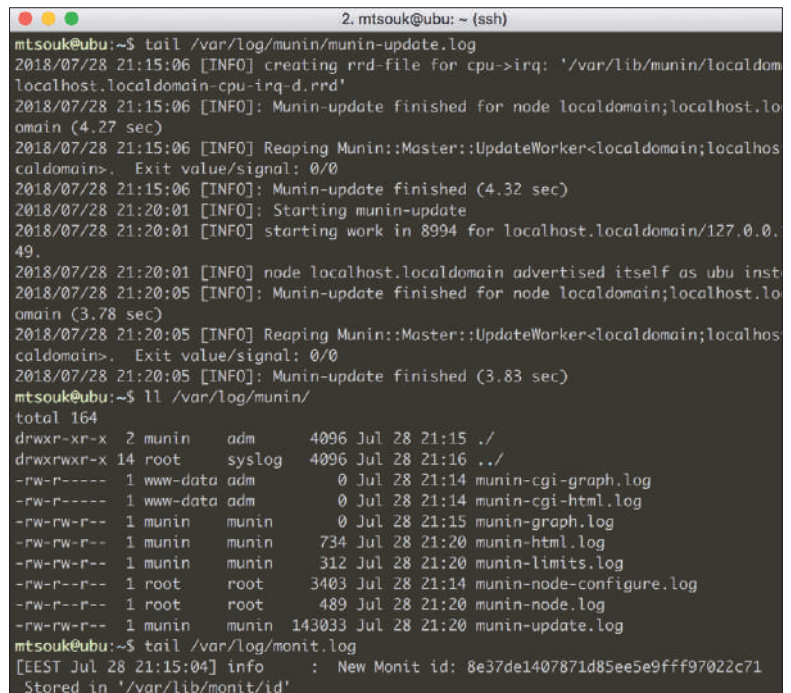 2. mtsouk@ubu: ~ (ssh)
mtsouk@ubu:~$ tail /var/log/munin/munin-update.log
2018/07/28 21:15:06 [INFO] creating rrd-file for cpu->irq: '/var/lib/munin/localdom
localhost.localdomain-cpu-irq-d.rrd'
2018/07/28 21:15:06 [INFO]: Munin-update finished for node localdomain;localhost.lo
omain (4.27 sec)
2018/07/28 21:15:06 [INFO] Reaping Munin::Master::UpdateWorker<localdomain;localhos
caldomain>.  Exit value/signal: 0/0
2018/07/28 21:15:06 [INFO]: Munin-update finished (4.32 sec)
2018/07/28 21:20:01 [INFO]: Starting munin-update
2018/07/28 21:20:01 [INFO] starting work in 8994 for localhost.localdomain/127.0.0.
49.
2018/07/28 21:20:01 [INFO] node localhost.localdomain advertised itself as ubu inst
2018/07/28 21:20:05 [INFO]: Munin-update finished for node localdomain;localhost.lo
omain (3.78 sec)
2018/07/28 21:20:05 [INFO] Reaping Munin::Master::UpdateWorker<localdomain;localhos
caldomain>.  Exit value/signal: 0/0
2018/07/28 21:20:05 [INFO]: Munin-update finished (3.83 sec)
mtsouk@ubu:~$ ll /var/log/munin/
total 164
drwxr-xr-x  2 munin    adm      4096 Jul 28 21:15 ./
drwxrwxr-x 14 root     syslog   4096 Jul 28 21:16 ../
-rw-r-----  1 www-data adm         0 Jul 28 21:14 munin-cgi-graph.log
-rw-r-----  1 www-data adm         0 Jul 28 21:14 munin-cgi-html.log
-rw-rw-r--  1 munin    munin       0 Jul 28 21:15 munin-graph.log
-rw-rw-r--  1 munin    munin     734 Jul 28 21:20 munin-html.log
-rw-rw-r--  1 munin    munin     312 Jul 28 21:20 munin-limits.log
-rw-r--r--  1 root     root     3403 Jul 28 21:14 munin-node-configure.log
-rw-r--r--  1 root     root      489 Jul 28 21:20 munin-node.log
-rw-rw-r--  1 munin    munin  143033 Jul 28 21:20 munin-update.log
mtsouk@ubu:~$ tail /var/log/monit.log
[EEST Jul 28 21:15:04] info     :  New Monit id: 8e37de1407871d85ee5e9fff97022c71
 Stored in '/var/lib/monit/id'